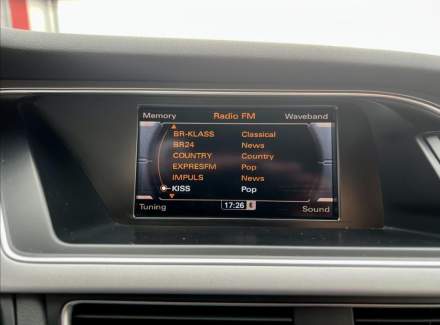 Memory Radio FM Waveband
BR-KLASS Classical
BR24 News
COUNTRY Country
EXPRESFM Pop
IMPULS News
KISS Pop
Tuning 17:26 Sound